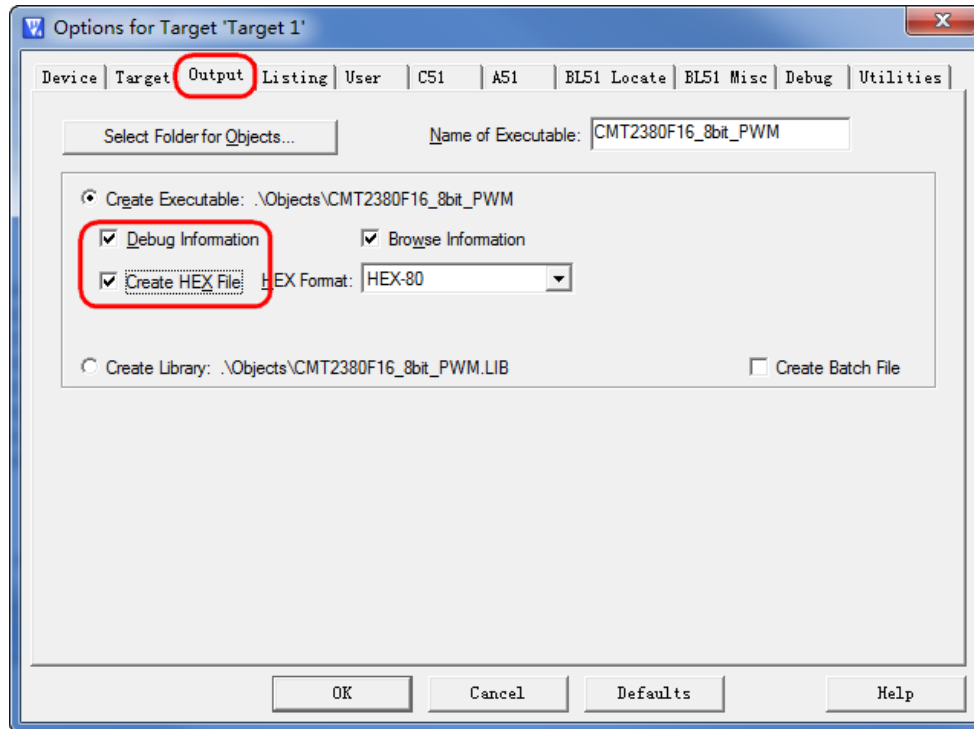 Options for Target 'Target 1'
Device Target Output Listing User C51 A51 BL51 Locate BL51 Misc Debug Utilities
Select Folder for Objects... Name of Executable: CMT2380F16_8bit_PWM
Create Executable: .\Objects\CMT2380F16_8bit_PWM
Debug Information Browse Information
Create HEX File HEX Format: HEX-80
Create Library: .\Objects\CMT2380F16_8bit_PWM.LIB Create Batch File
OK Cancel Defaults Help